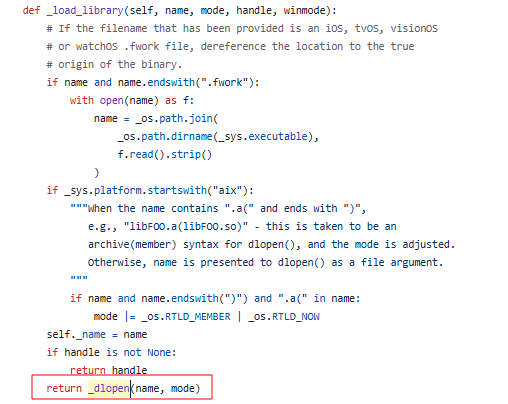 def _load_library(self, name, mode, handle, winmode):
# If the filename that has been provided is an iOS, tvOS, visionOS
# or watchOS .fwork file, dereference the location to the true
# origin of the binary.
if name and name.endswith(".fwork"):
with open(name) as f:
name = _os.path.join(
_os.path.dirname(_sys.executable),
f.read().strip()
)
if _sys.platform.startswith("aix"):
"""When the name contains ".a(" and ends with ")",
e.g., "libFOO.a(libFOO.so)" - this is taken to be an
archive(member) syntax for dlopen(), and the mode is adjusted.
Otherwise, name is presented to dlopen() as a file argument.
"""
if name and name.endswith(")") and ".a(" in name:
mode |= _os.RTLD_MEMBER | _os.RTLD_NOW
self._name = name
if handle is not None:
return handle
return _dlopen(name, mode)